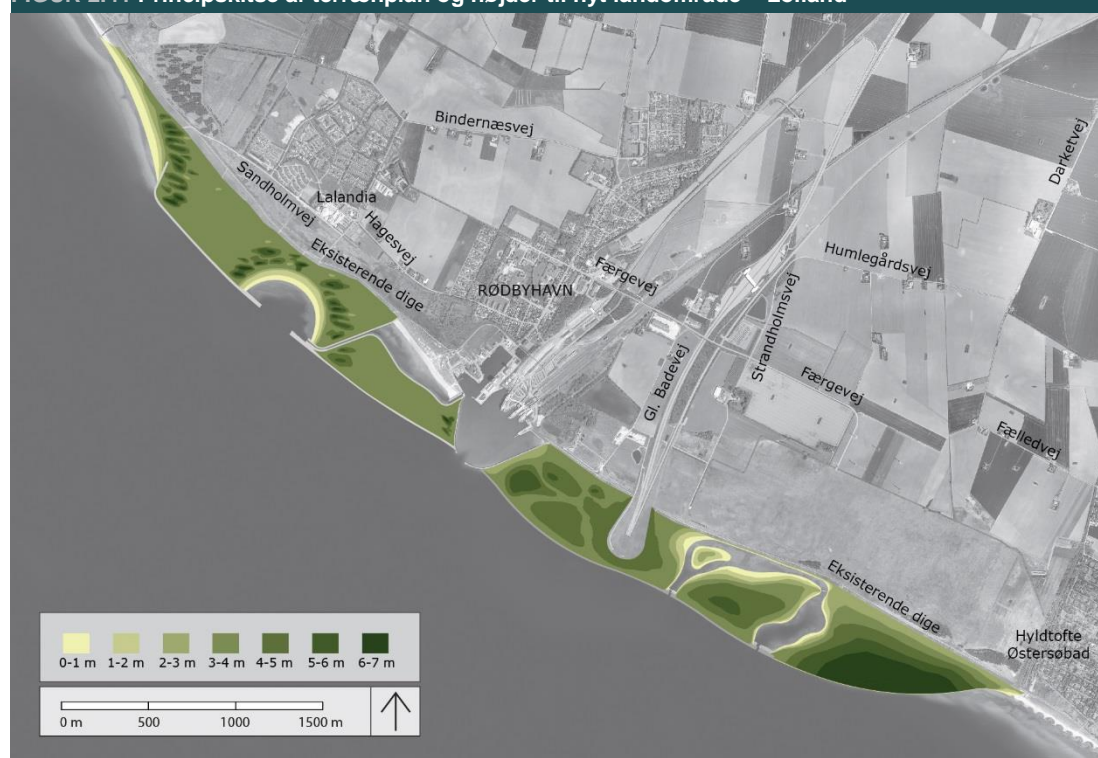 Principskitse af terrænplan og højder til nyt landområde – Lolland
Bindernæsvej
Darketvej
Sandholmvej
Lalandia
Hagesvej
Eksisterende dige
RØDBYHAVN
Færgevej
Humlegårdsvej
Strandholmsvej
Gl. Badevej
Færgevej
Fælledvej
Eksisterende dige
Hyldtofte
Østersøbad
0-1 m 1-2 m 2-3 m 3-4 m 4-5 m 5-6 m 6-7 m
0 m 500 1000 1500 m